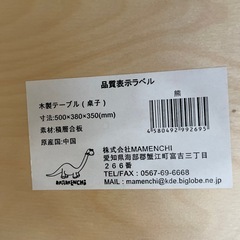 品質表示ラベル
熊
木製テーブル(桌子)
寸法:500×380×350(mm)
素材:積層合板
原産国:中国
4580492992695
MAMENCHI
株式会社MAMENCHI
愛知県海部郡蟹江町富吉三丁目
266番
TEL/FAX : 0567-69-6668
MAIL : mamenchi@kde.biglobe.ne.jp